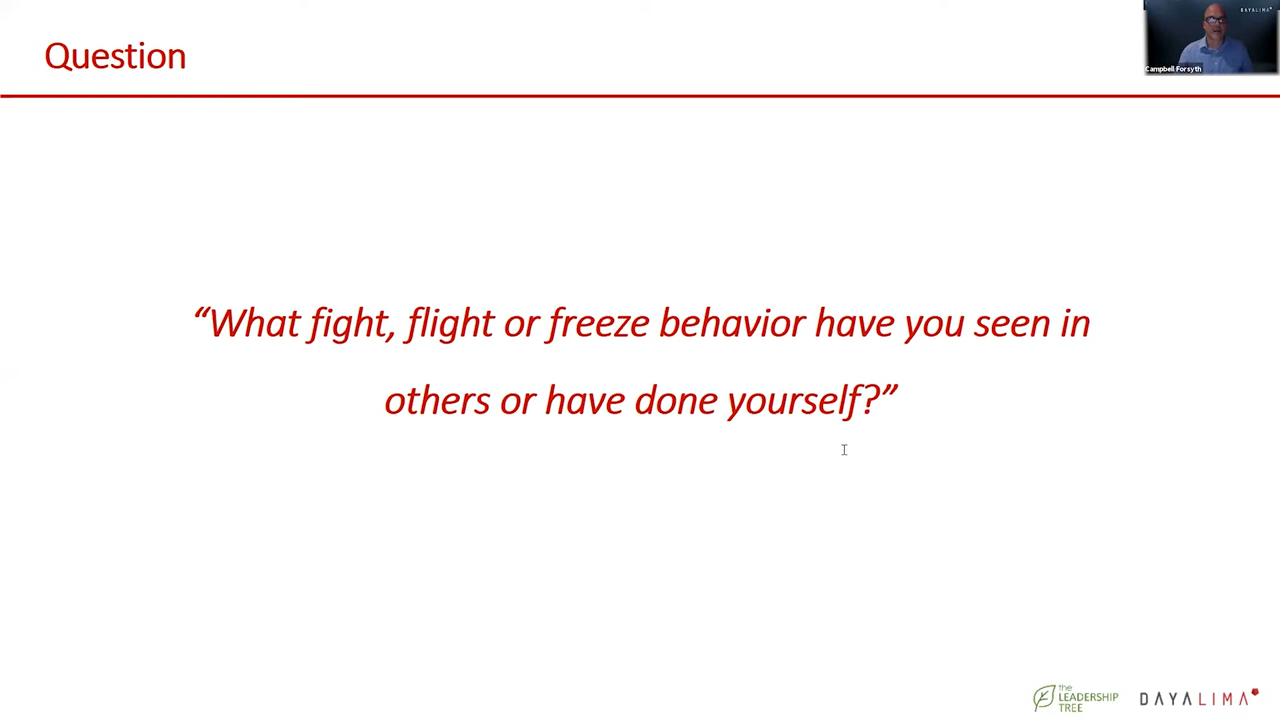 Question
DAYALIMA
Campbell Forsyth
“What fight, flight or freeze behavior have you seen in
others or have done yourself?”
the
LEADERSHIP
TREE
DAYALIMA